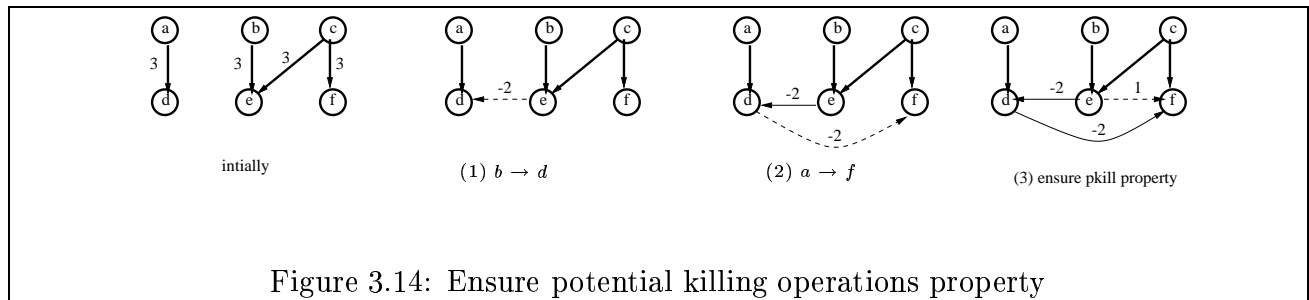 a b c
3 3 3 3
d e f
intially
a b c
-2
d e f
(1) b → d
a b c
-2
d e f
-2
(2) a → f
a b c
-2 1
d e f
-2
(3) ensure pkill property
Figure 3.14: Ensure potential killing operations property